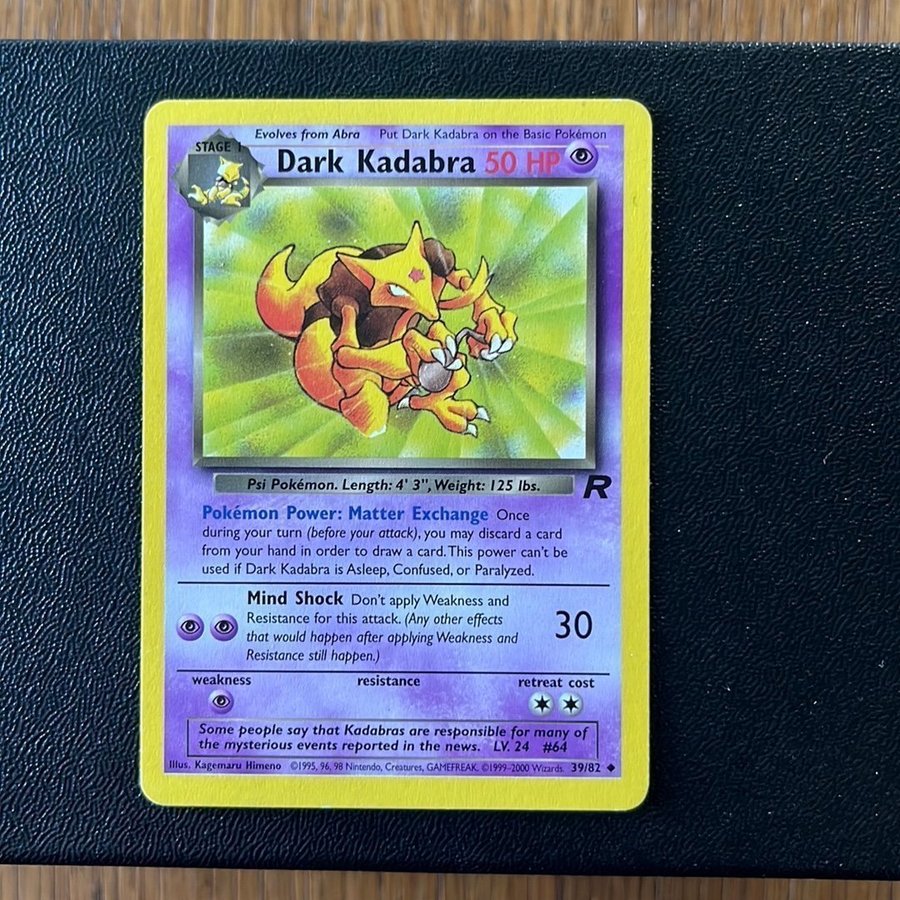 Evolves from Abra Put Dark Kadabra on the Basic Pokémon
STAGE 1
Dark Kadabra 50 HP
Psi Pokémon. Length: 4' 3", Weight: 125 lbs.
R
Pokémon Power: Matter Exchange Once
during your turn (before your attack), you may discard a card
from your hand in order to draw a card. This power can't be
used if Dark Kadabra is Asleep, Confused, or Paralyzed.
Mind Shock Don't apply Weakness and
Resistance for this attack. (Any other effects
that would happen after applying Weakness and
Resistance still happen.)
30
weakness resistance retreat cost
Some people say that Kadabras are responsible for many of
the mysterious events reported in the news. LV. 24 #64
Illus. Kagemaru Himeno ©1995, 96, 98 Nintendo, Creatures, GAMEFREAK. ©1999-2000 Wizards. 39/82